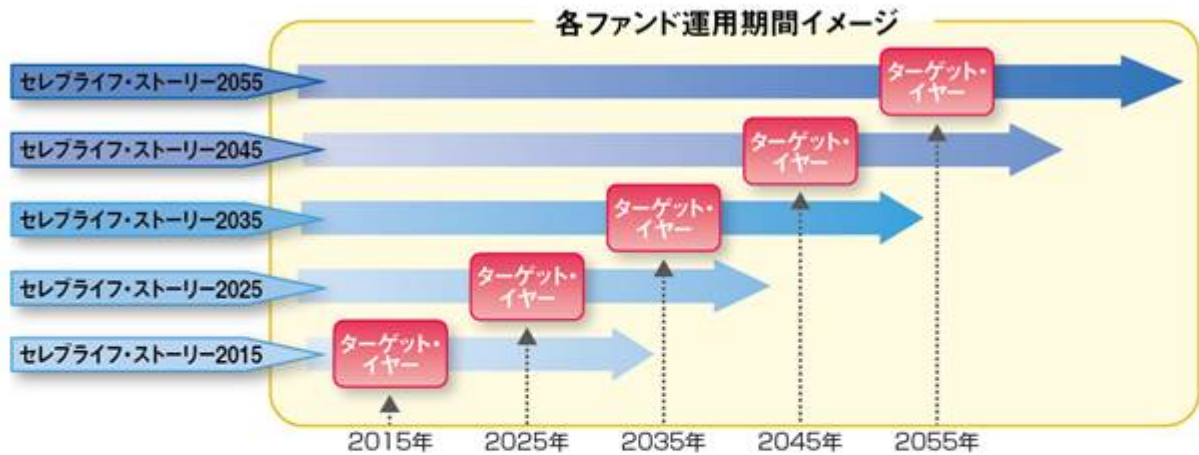 各ファンド運用期間イメージ
セレブライフ・ストーリー2055
ターゲット・
イヤー
セレブライフ・ストーリー2045
ターゲット・
イヤー
セレブライフ・ストーリー2035
ターゲット・
イヤー
セレブライフ・ストーリー2025
ターゲット・
イヤー
セレブライフ・ストーリー2015
ターゲット・
イヤー
2015年 2025年 2035年 2045年 2055年